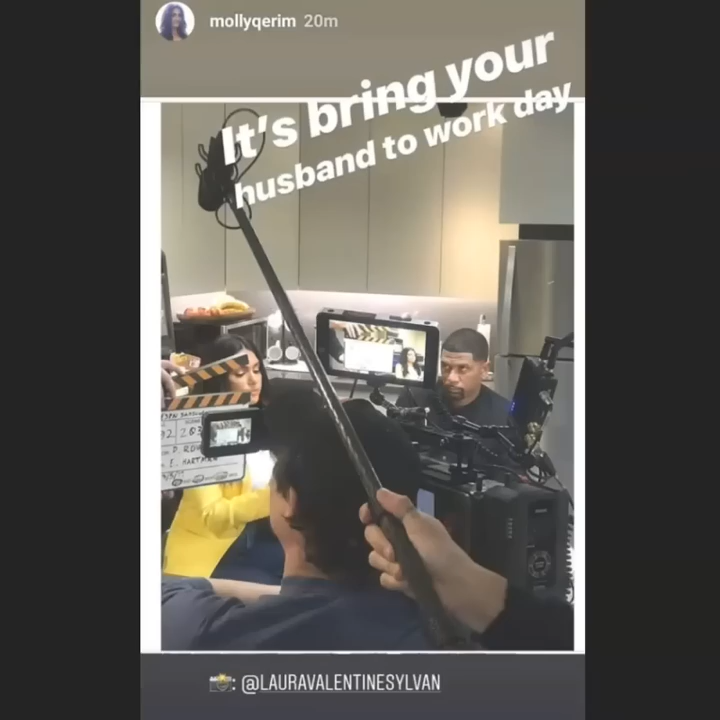 mollyqerim 20m
It's bring your
husband to work day
📸: @LAURAVALENTINESYLVAN